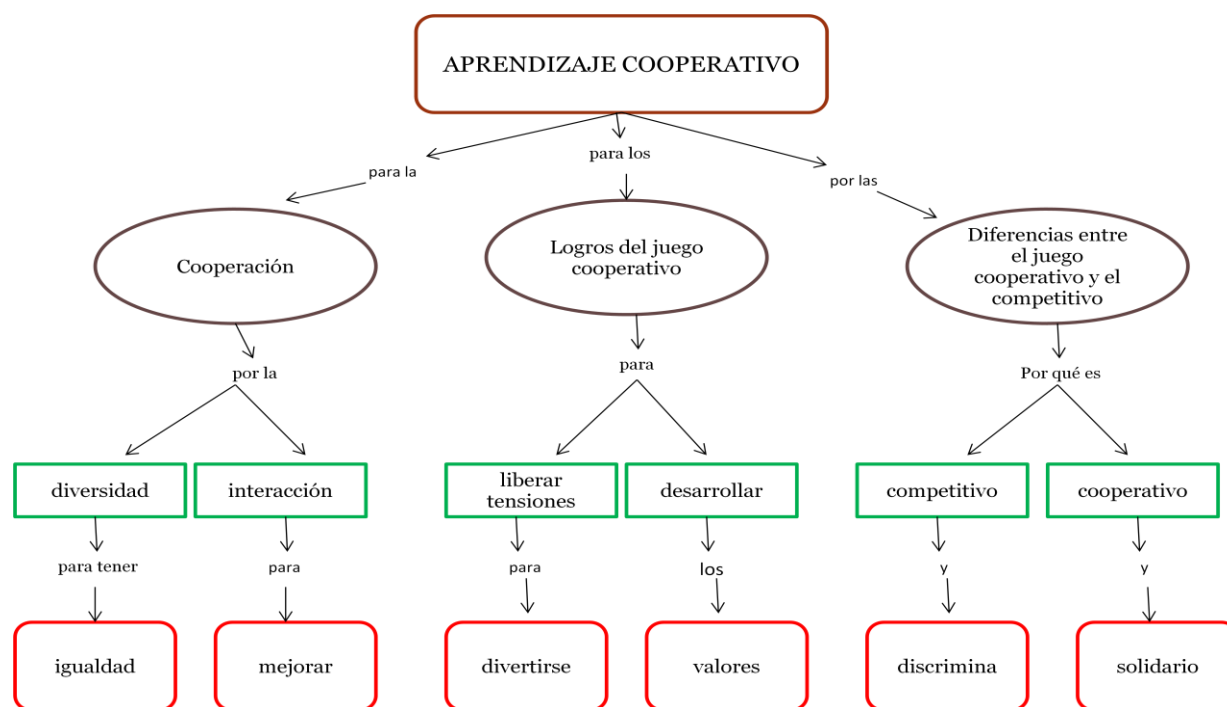 APRENDIZAJE COOPERATIVO
para la
para los
por las
Cooperación
Logros del juego
cooperativo
Diferencias entre
el juego
cooperativo y el
competitivo
por la
para
Por qué es
diversidad
interacción
liberar
tensiones
desarrollar
competitivo
cooperativo
para tener
para
para
los
y
y
igualdad
mejorar
divertirse
valores
discrimina
solidario